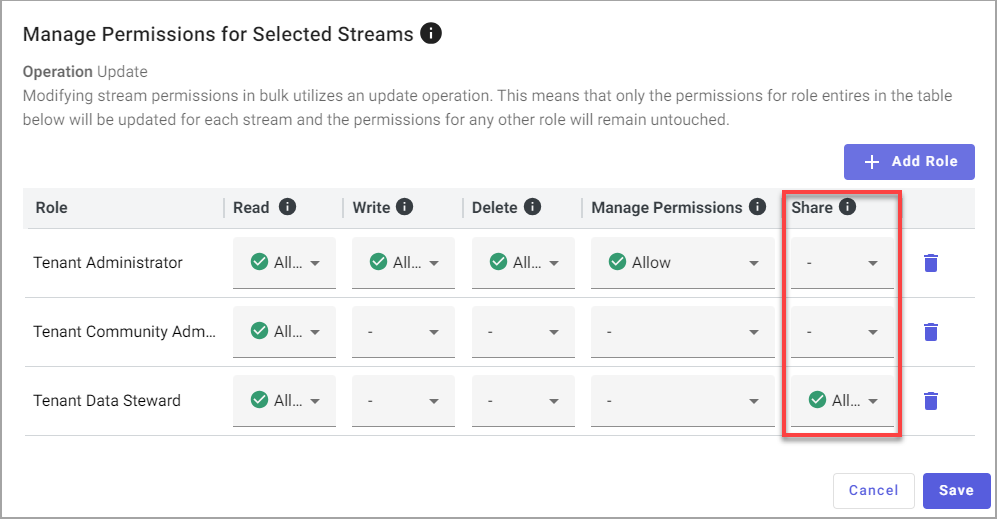 Manage Permissions for Selected Streams
Operation Update
Modifying stream permissions in bulk utilizes an update operation. This means that only the permissions for role entires in the table
below will be updated for each stream and the permissions for any other role will remain untouched.
+ Add Role
Role Read Write Delete Manage Permissions Share
Tenant Administrator All... All... All... Allow -
Tenant Community Adm... All... - - - -
Tenant Data Steward All... - - - All...
Cancel Save